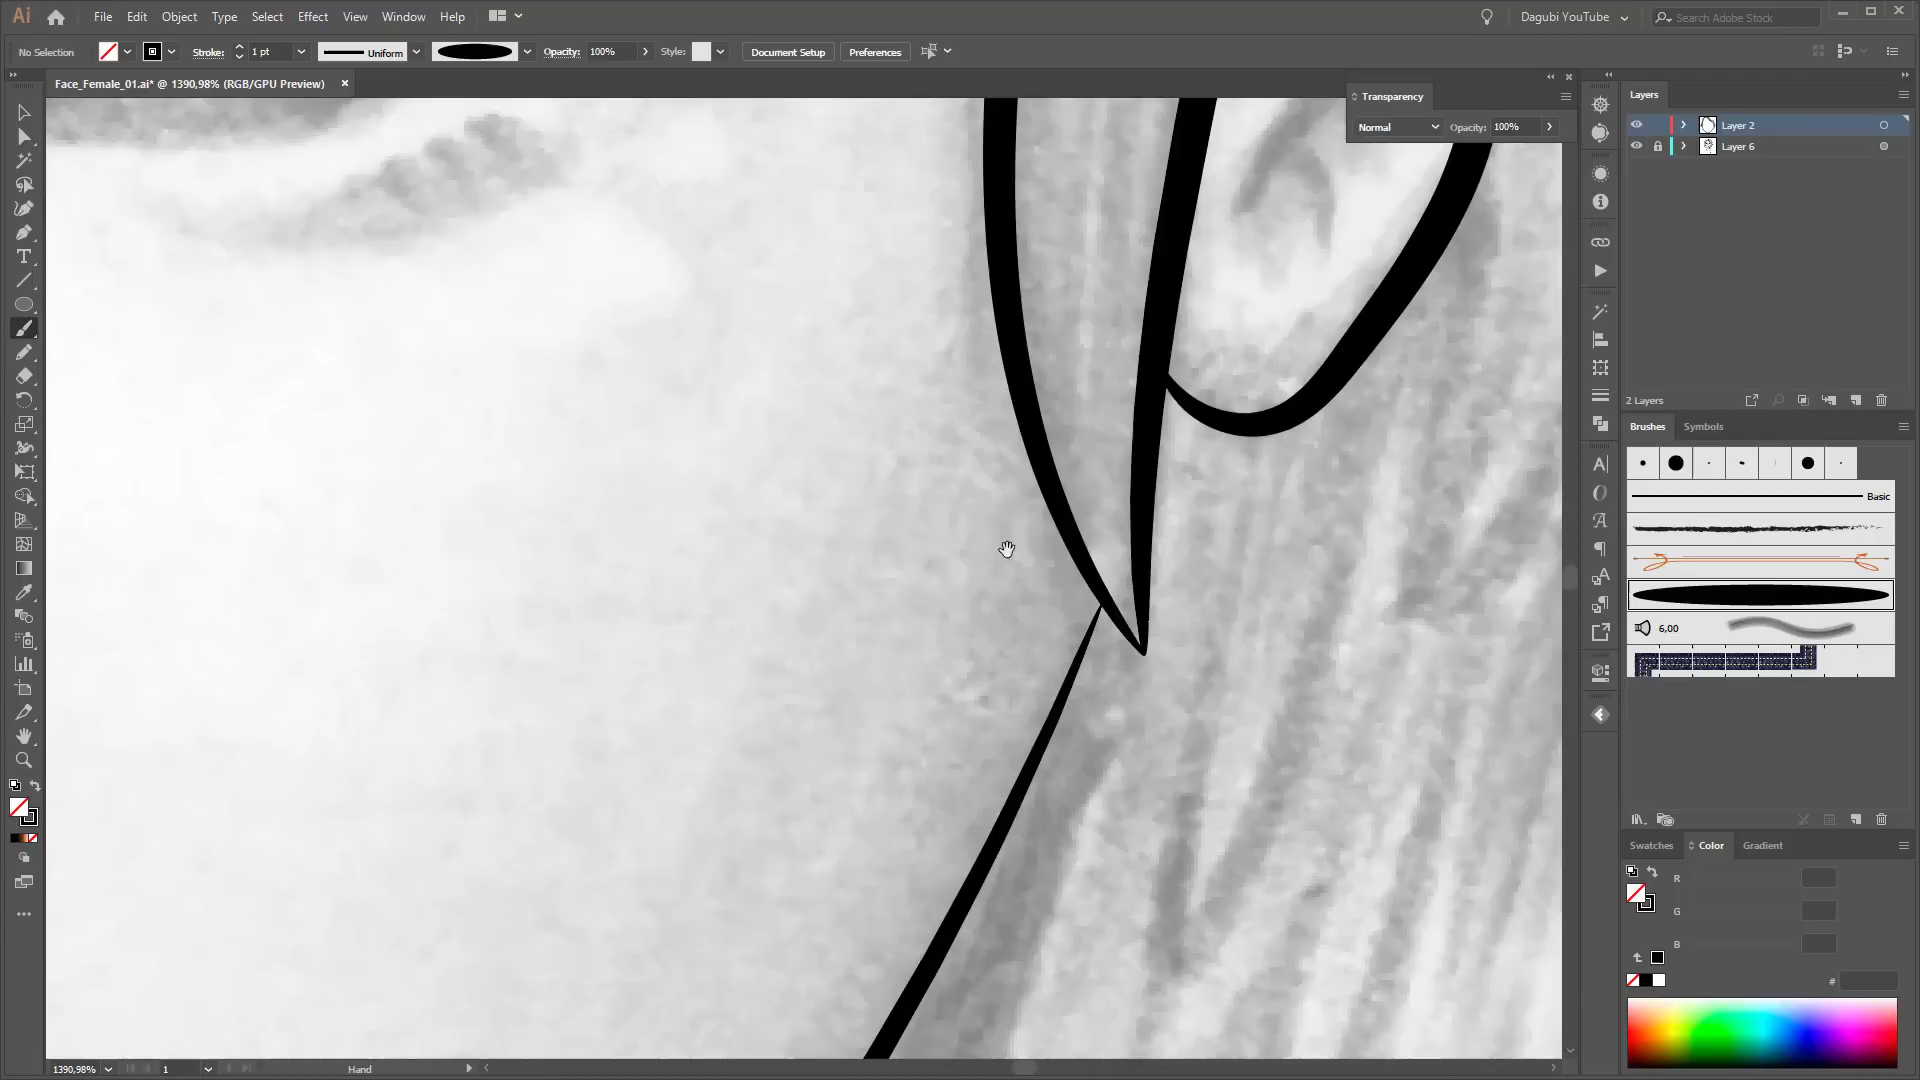 Ai File Edit Object Type Select Effect View Window Help Dagubi YouTube Search Adobe Stock
No Selection Stroke: 1 pt Uniform Opacity: 100% Style: Document Setup Preferences
Face_Female_01.ai* @ 1390,98% (RGB/GPU Preview)
Transparency
Normal Opacity: 100%
Layers
Layer 2
Layer 6
2 Layers
Brushes Symbols
Basic
6,00
Swatches Color Gradient
R
G
B
#
1390,98% 1 Hand